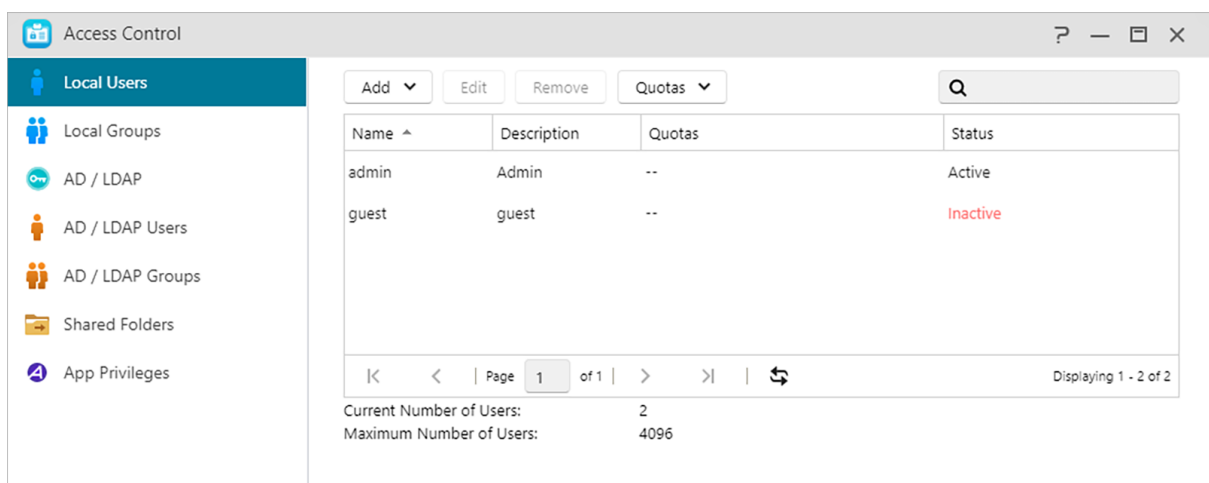 Access Control
Local Users
Local Groups
AD / LDAP
AD / LDAP Users
AD / LDAP Groups
Shared Folders
App Privileges
Add Edit Remove Quotas
Name Description Quotas Status
admin Admin -- Active
guest guest -- Inactive
Page 1 of 1 Displaying 1 - 2 of 2
Current Number of Users: 2
Maximum Number of Users: 4096